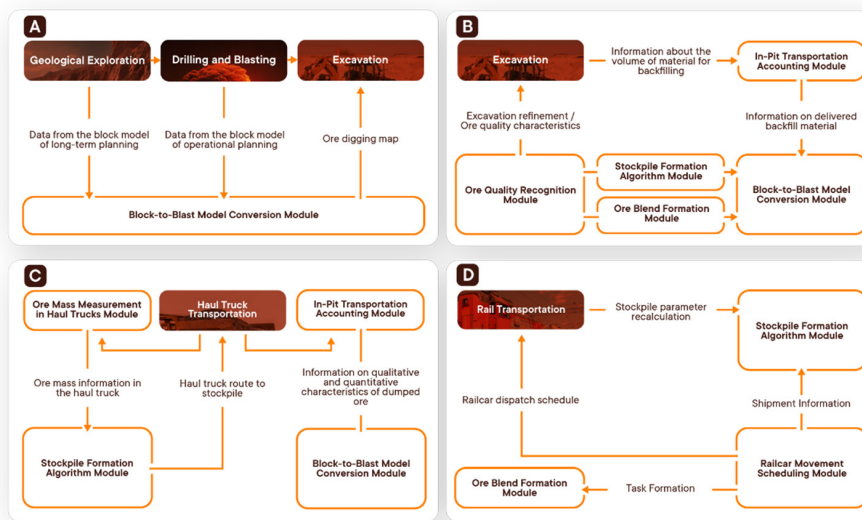 A
Geological Exploration
Drilling and Blasting
Excavation
Data from the block model
of long-term planning
Data from the block model
of operational planning
Ore digging map
Block-to-Blast Model Conversion Module
B
Excavation
Information about the
volume of material for
backfilling
In-Pit Transportation
Accounting Module
Excavation refinement /
Ore quality characteristics
Information on delivered
backfill material
Ore Quality Recognition
Module
Stockpile Formation
Algorithm Module
Ore Blend Formation
Module
Block-to-Blast Model
Conversion Module
C
Ore Mass Measurement
in Haul Trucks Module
Haul Truck
Transportation
In-Pit Transportation
Accounting Module
Ore mass information in
the haul truck
Haul truck route to
stockpile
Information on qualitative
and quantitative
characteristics of dumped
ore
Stockpile Formation
Algorithm Module
Block-to-Blast Model
Conversion Module
D
Rail Transportation
Stockpile parameter
recalculation
Stockpile Formation
Algorithm Module
Railcar dispatch schedule
Shipment Information
Ore Blend Formation
Module
Task Formation
Railcar Movement
Scheduling Module